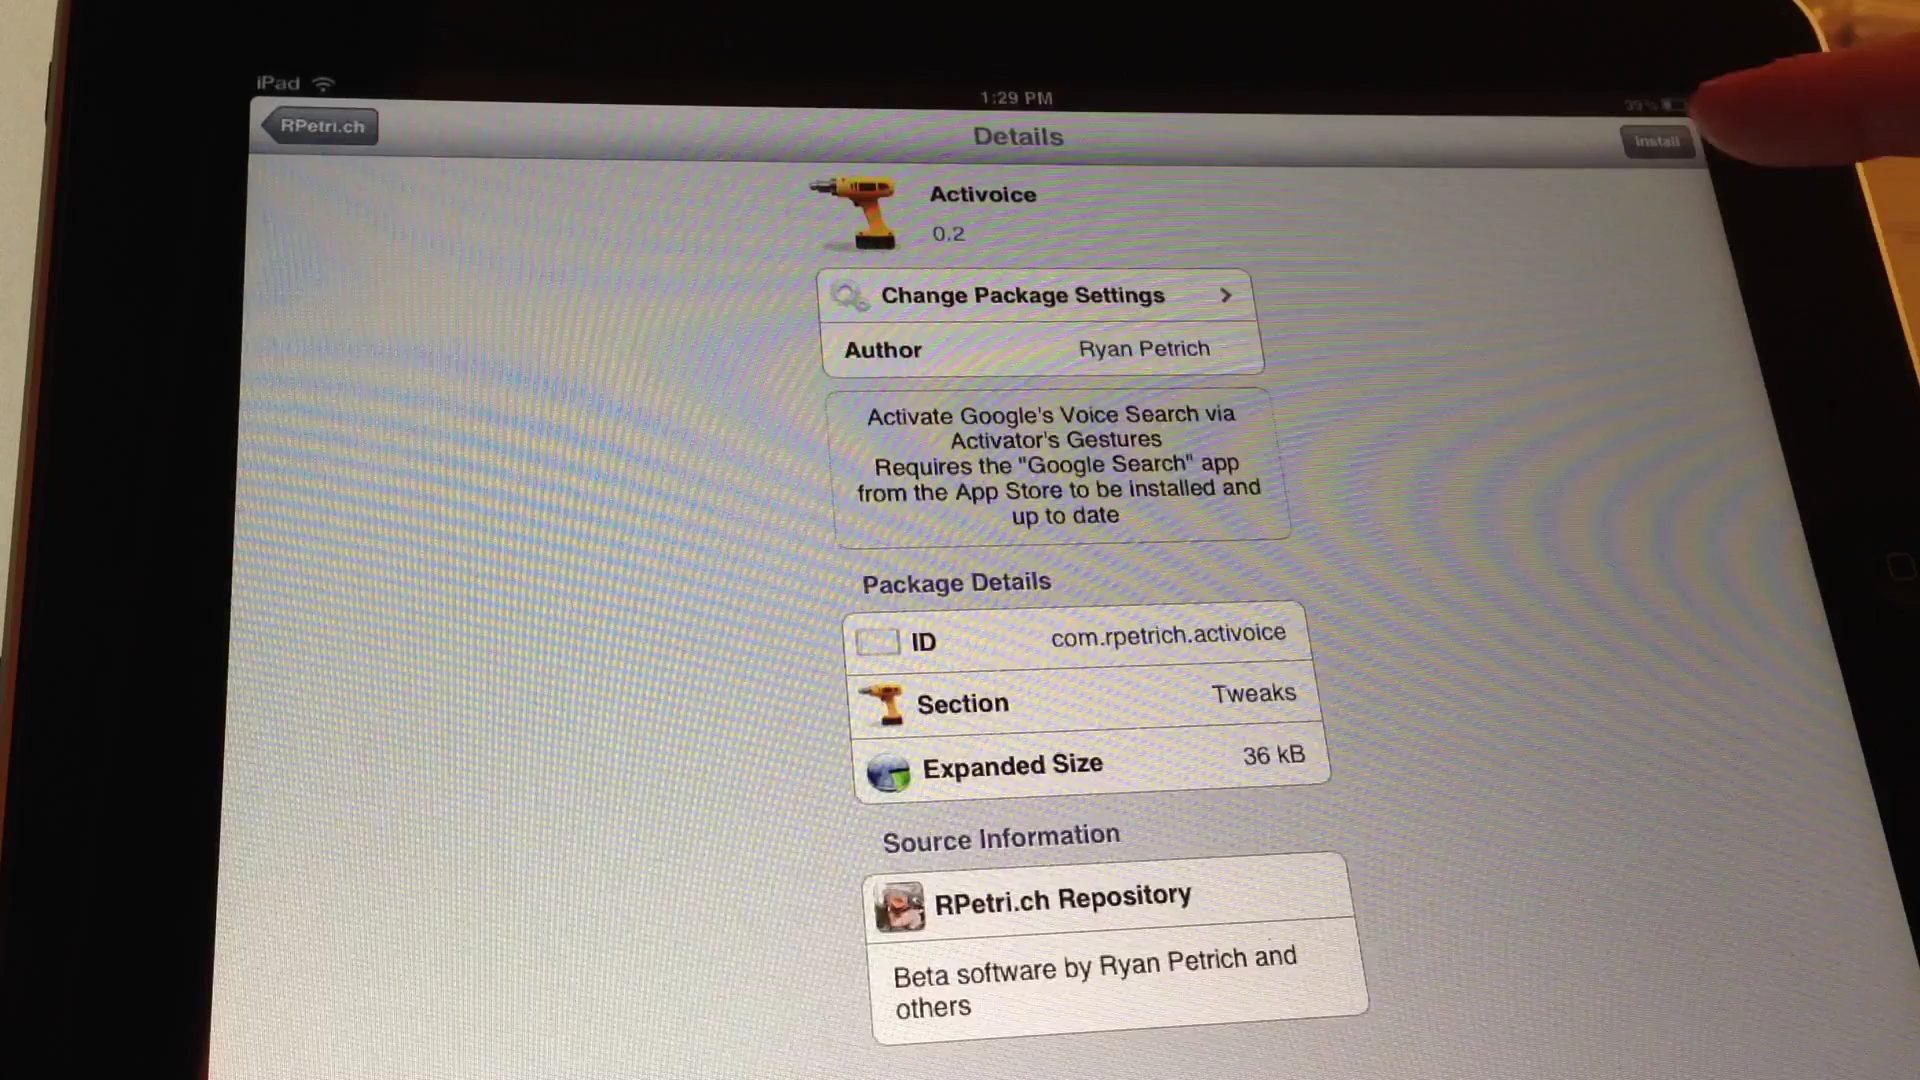 iPad
1:29 PM
39%
RPetri.ch
Details
Install
Activoice
0.2
Change Package Settings
Author Ryan Petrich
Activate Google's Voice Search via
Activator's Gestures
Requires the "Google Search" app
from the App Store to be installed and
up to date
Package Details
ID com.rpetrich.activoice
Section Tweaks
Expanded Size 36 kB
Source Information
RPetri.ch Repository
Beta software by Ryan Petrich and
others